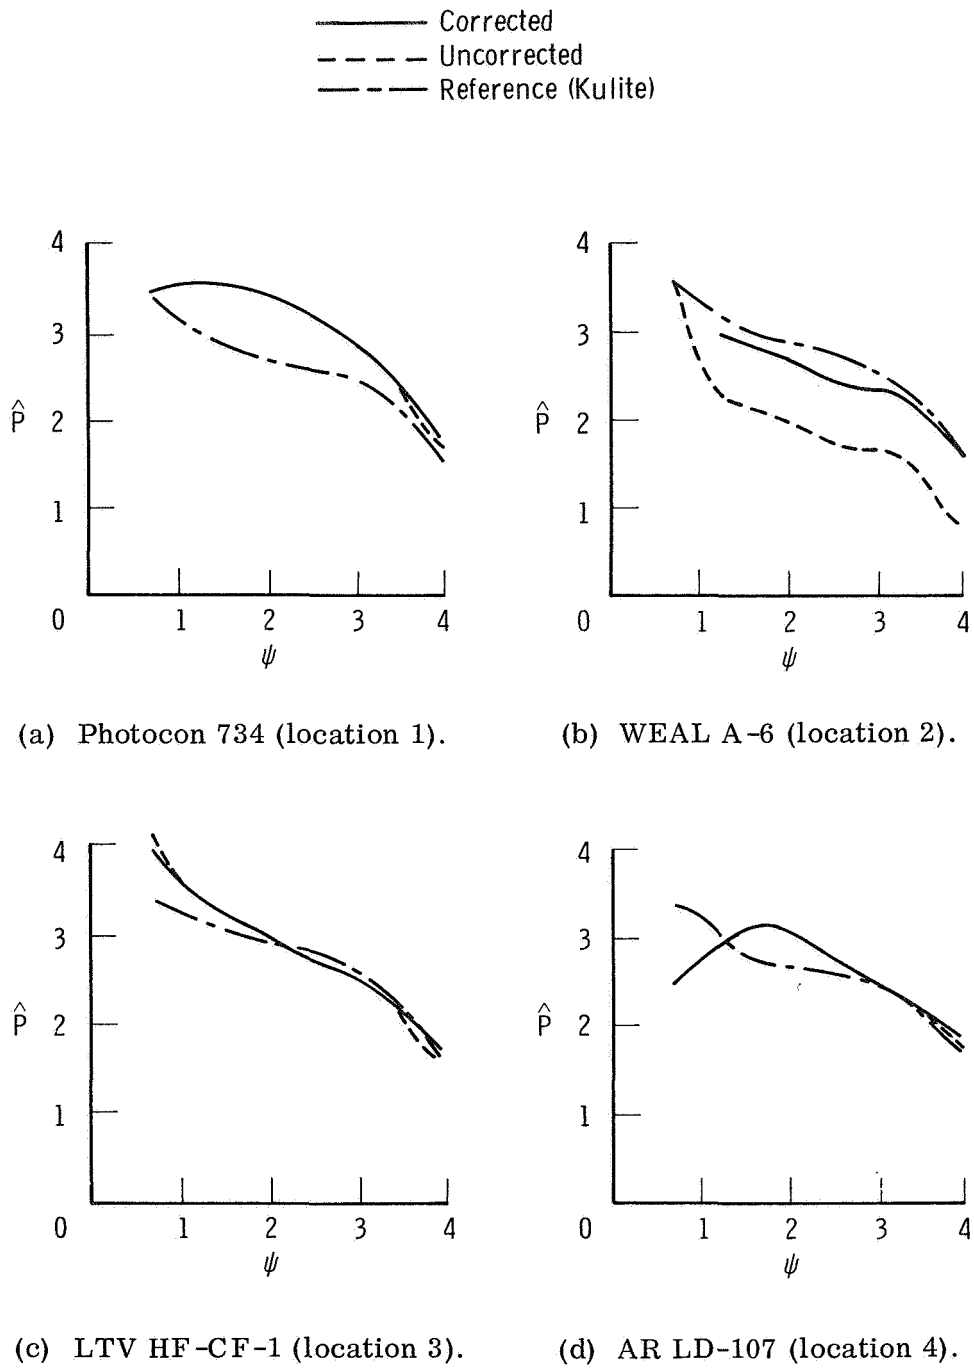 Corrected
Uncorrected
Reference (Kulite)
4
3
P̂ 2
1
0 1 2 3 4
ψ
(a) Photocon 734 (location 1).
4
3
P̂ 2
1
0 1 2 3 4
ψ
(b) WEAL A-6 (location 2).
4
3
P̂ 2
1
0 1 2 3 4
ψ
(c) LTV HF-CF-1 (location 3).
4
3
P̂ 2
1
0 1 2 3 4
ψ
(d) AR LD-107 (location 4).